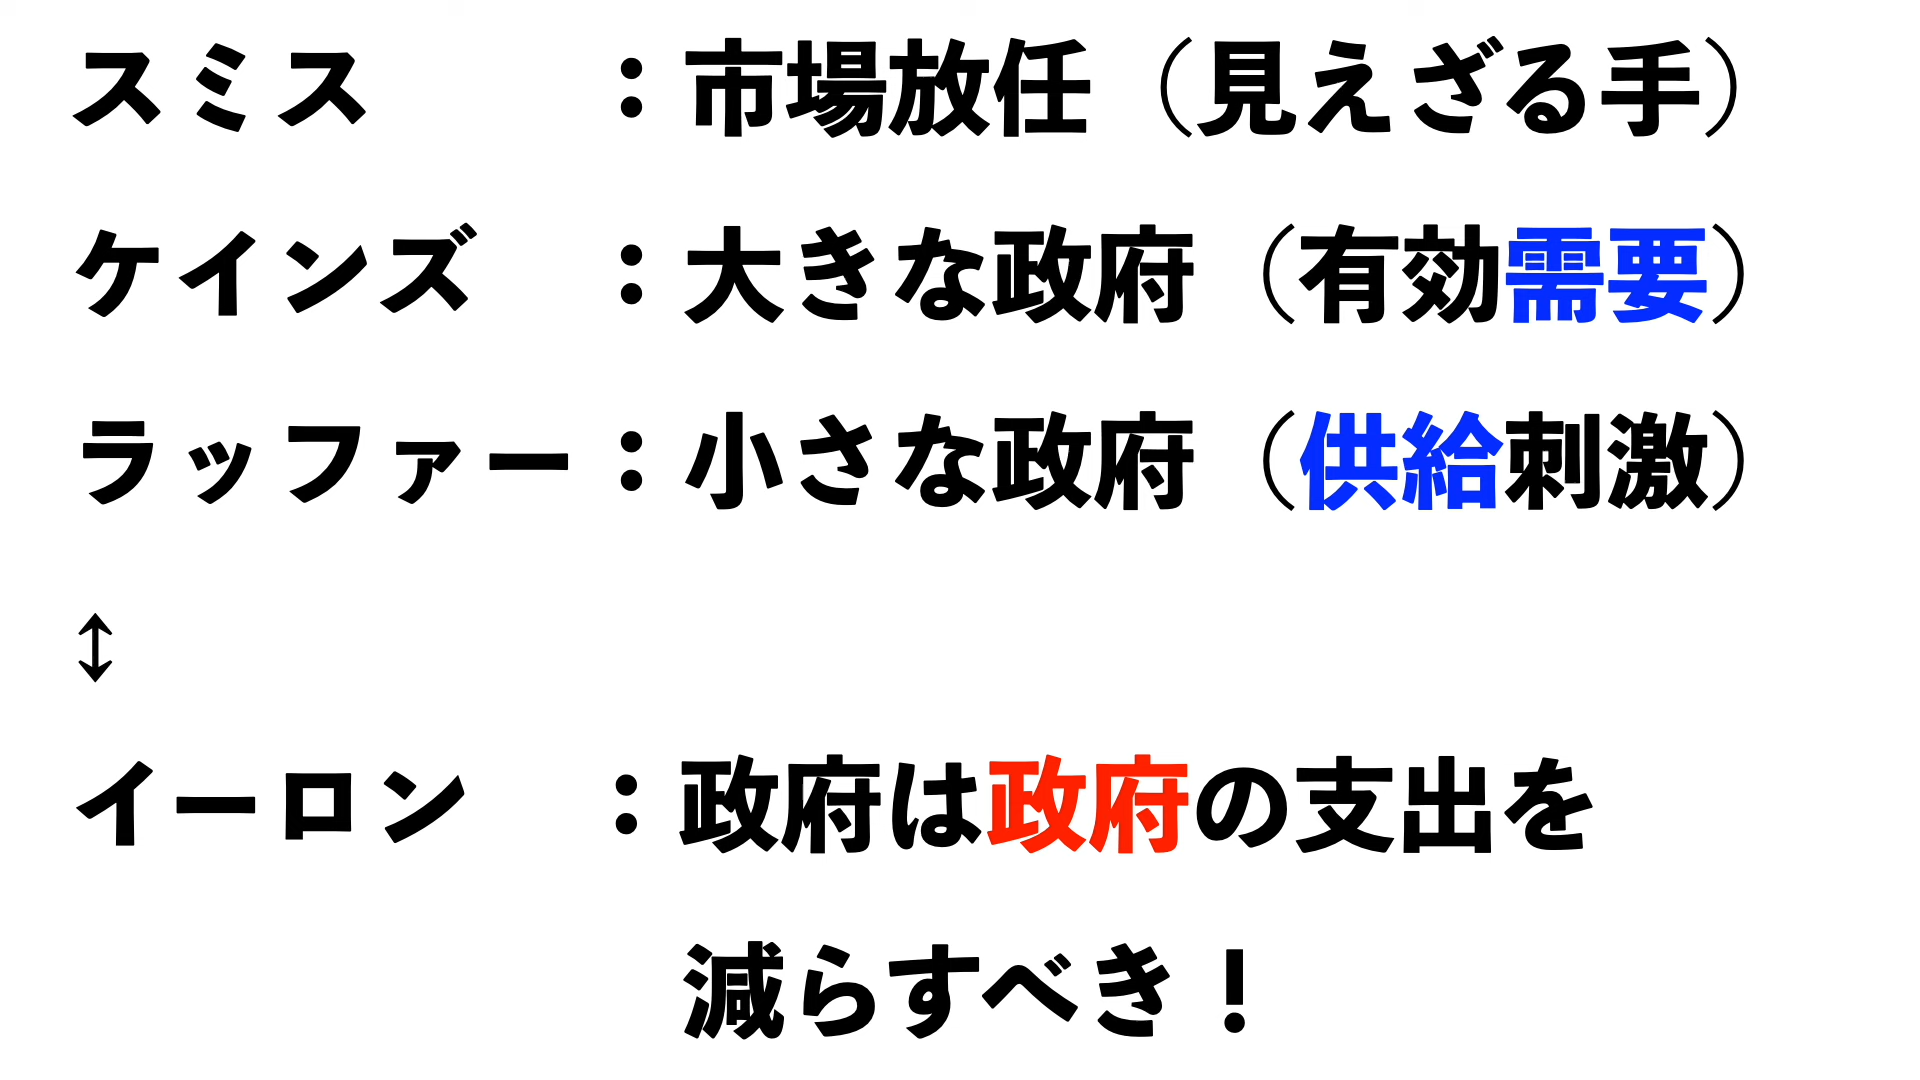 スミス　　：市場放任（見えざる手）
ケインズ　：大きな政府（有効需要）
ラッファー：小さな政府（供給刺激）
↕
イーロン　：政府は政府の支出を
減らすべき！